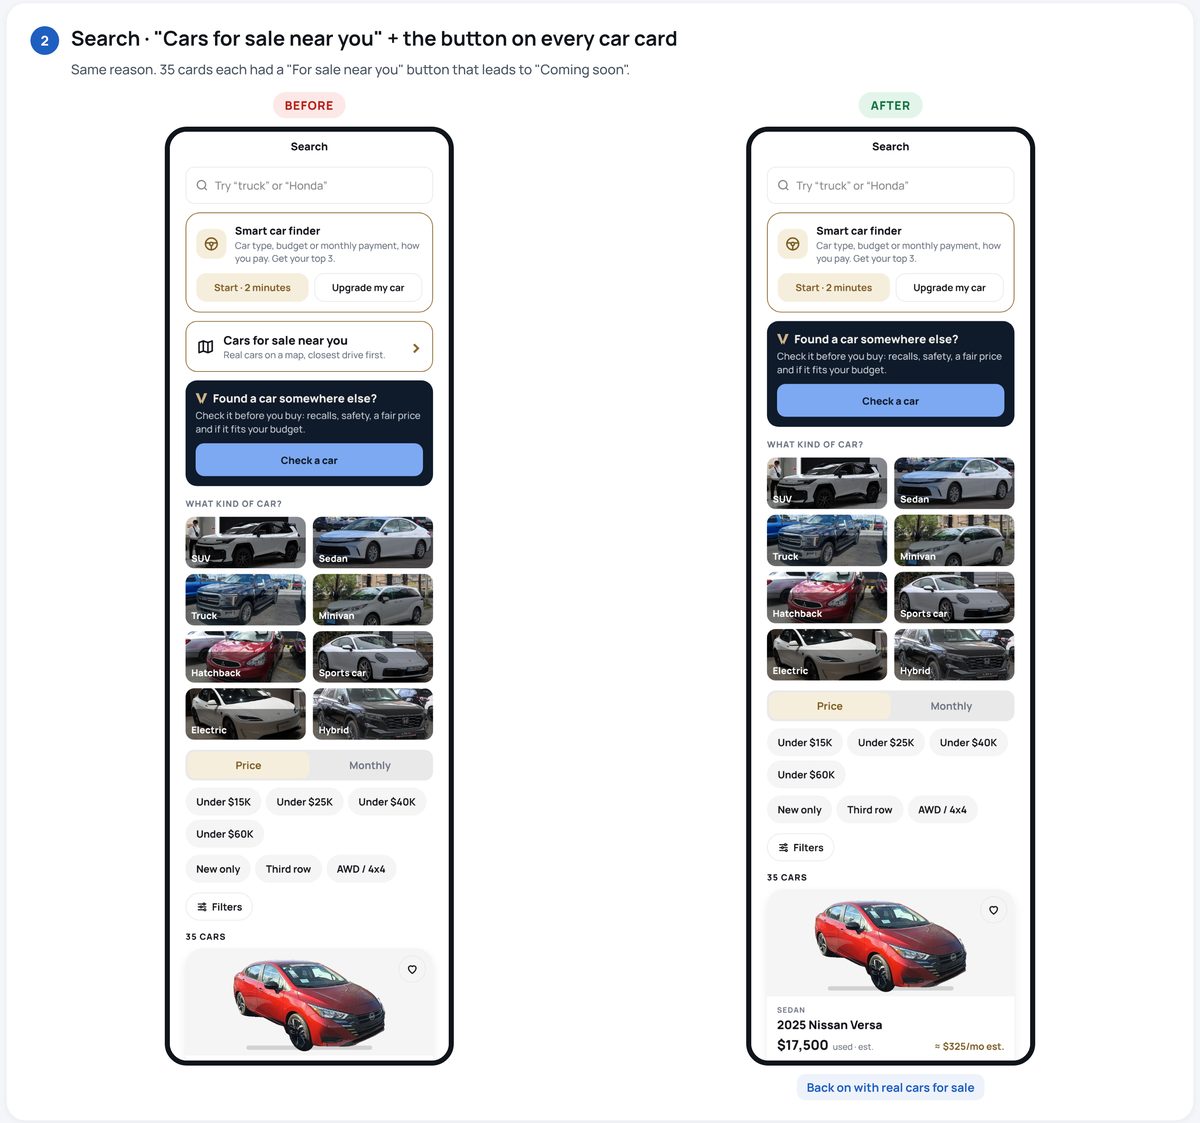 2
Search · "Cars for sale near you" + the button on every car card
Same reason. 35 cards each had a "For sale near you" button that leads to "Coming soon".
BEFORE
Search
Try “truck” or “Honda”
Smart car finder
Car type, budget or monthly payment, how
you pay. Get your top 3.
Start · 2 minutes
Upgrade my car
Cars for sale near you
Real cars on a map, closest drive first.
Found a car somewhere else?
Check it before you buy: recalls, safety, a fair price
and if it fits your budget.
Check a car
WHAT KIND OF CAR?
SUV
Sedan
Truck
Minivan
Hatchback
Sports car
Electric
Hybrid
Price
Monthly
Under $15K
Under $25K
Under $40K
Under $60K
New only
Third row
AWD / 4x4
Filters
35 CARS
AFTER
Search
Try “truck” or “Honda”
Smart car finder
Car type, budget or monthly payment, how
you pay. Get your top 3.
Start · 2 minutes
Upgrade my car
Found a car somewhere else?
Check it before you buy: recalls, safety, a fair price
and if it fits your budget.
Check a car
WHAT KIND OF CAR?
SUV
Sedan
Truck
Minivan
Hatchback
Sports car
Electric
Hybrid
Price
Monthly
Under $15K
Under $25K
Under $40K
Under $60K
New only
Third row
AWD / 4x4
Filters
35 CARS
SEDAN
2025 Nissan Versa
$17,500 used · est.
≈ $325/mo est.
Back on with real cars for sale